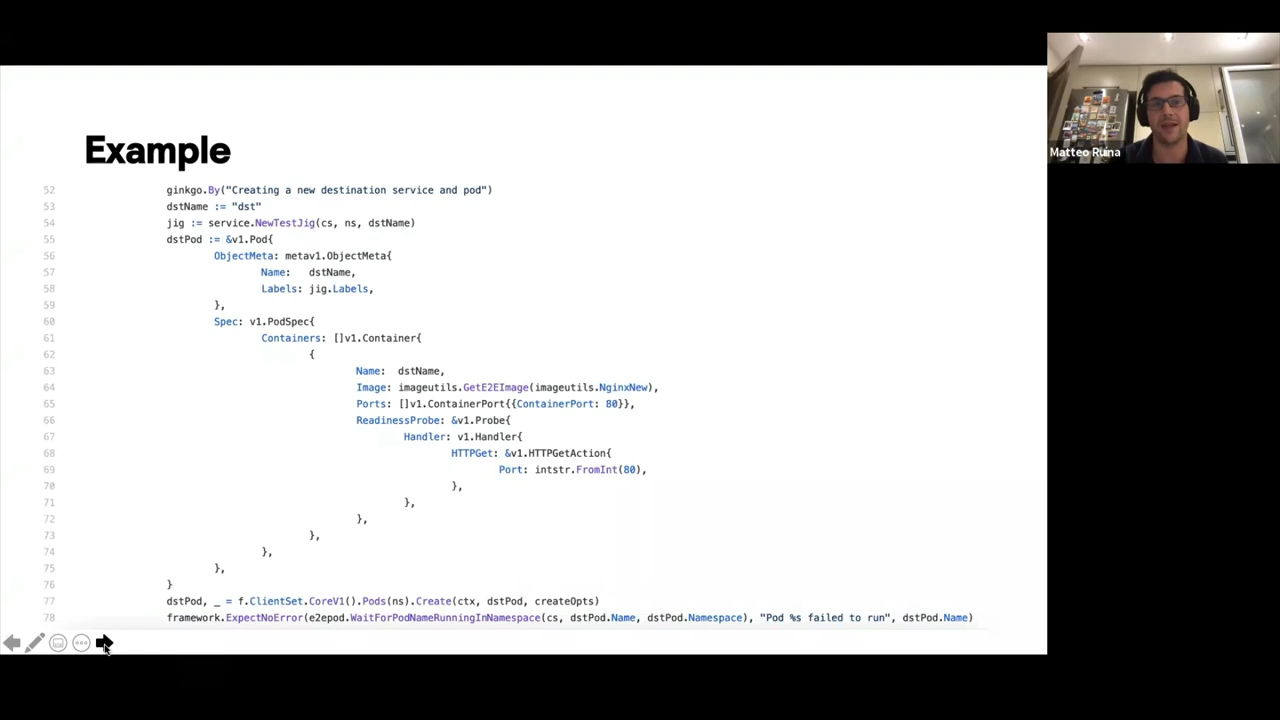 Example
52 ginkgo.By("Creating a new destination service and pod")
53 dstName := "dst"
54 jig := service.NewTestJig(cs, ns, dstName)
55 dstPod := &v1.Pod{
56 ObjectMeta: metav1.ObjectMeta{
57 Name: dstName,
58 Labels: jig.Labels,
59 },
60 Spec: v1.PodSpec{
61 Containers: []v1.Container{
62 {
63 Name: dstName,
64 Image: imageutils.GetE2EImage(imageutils.NginxNew),
65 Ports: []v1.ContainerPort{{ContainerPort: 80}},
66 ReadinessProbe: &v1.Probe{
67 Handler: v1.Handler{
68 HTTPGet: &v1.HTTPGetAction{
69 Port: intstr.FromInt(80),
70 },
71 },
72 },
73 },
74 },
75 },
76 }
77 dstPod, _ = f.ClientSet.CoreV1().Pods(ns).Create(ctx, dstPod, createOpts)
78 framework.ExpectNoError(e2epod.WaitForPodNameRunningInNamespace(cs, dstPod.Name, dstPod.Namespace), "Pod %s failed to run", dstPod.Name)
Matteo Ruina